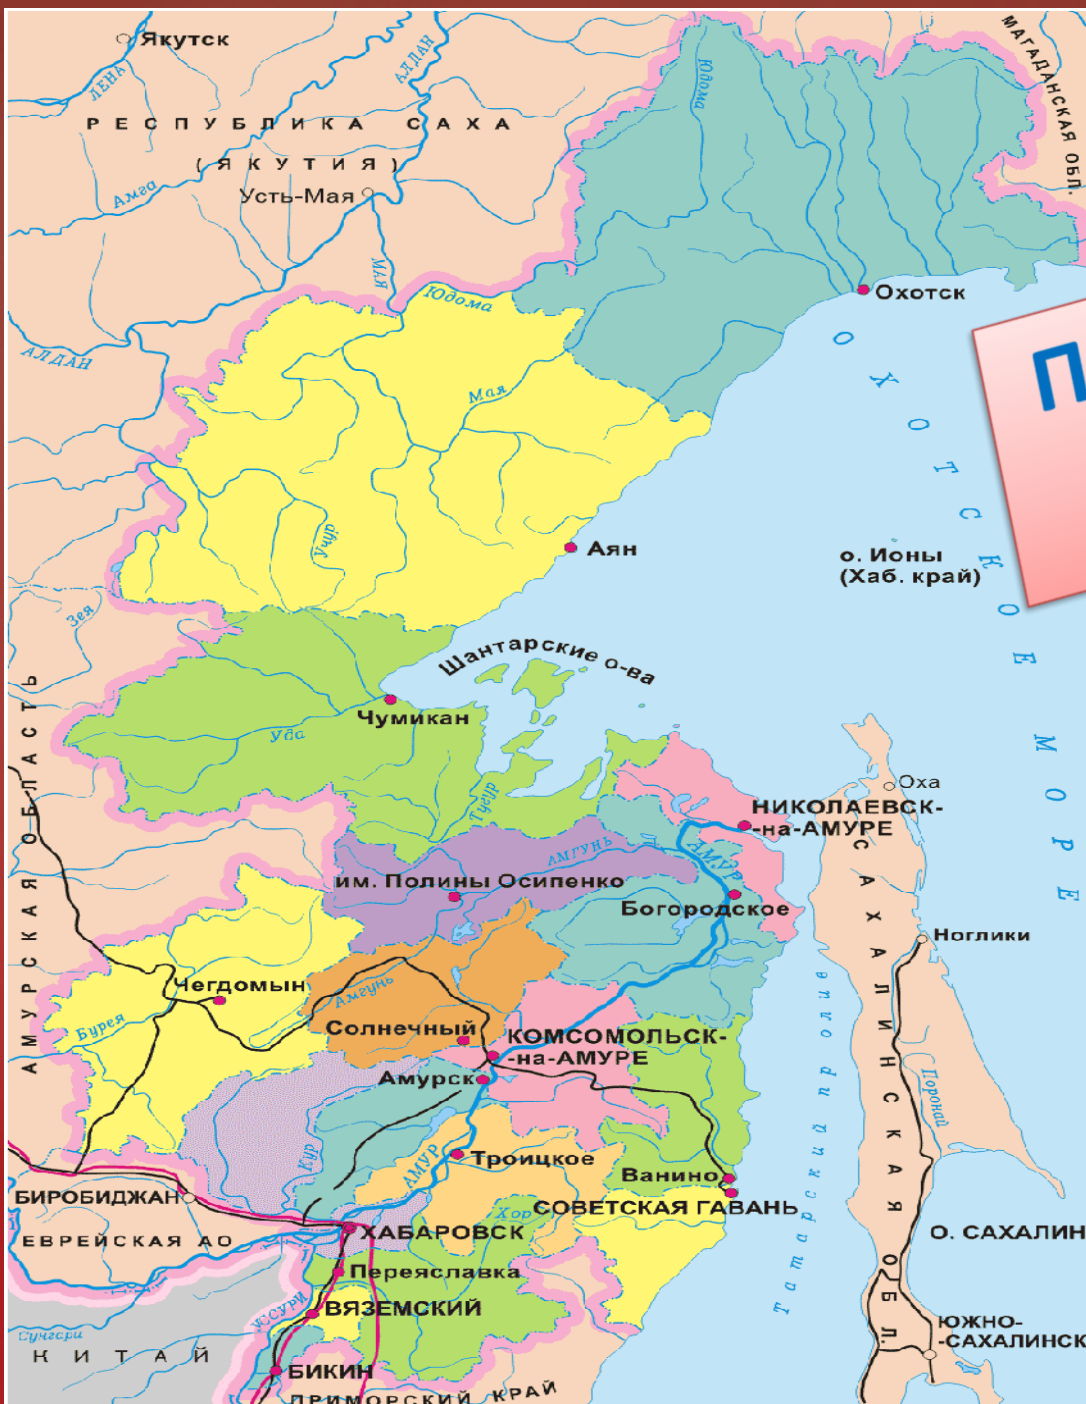 Якутск
ЛЕНА
АЛДАН
МАГАДАНСКАЯ ОБЛ.
РЕСПУБЛИКА САХА
(ЯКУТИЯ)
Амга
Усть-Мая
Юдома
МАЯ
Юдома
Охотск
АЛДАН
П
Мая
ОХОТСКОЕ МОРЕ
Учур
Аян
о. Ионы
(Хаб. край)
Зея
Шантарские о-ва
Чумикан
Уда
Тугур
АМУРСКАЯ ОБЛАСТЬ
Оха
НИКОЛАЕВСК-
-на-АМУРЕ
АМГУНЬ
АМУР
им. Полины Осипенко
Богородское
САХАЛИНСКАЯ ОБЛ.
Ноглики
Чегдомын
Амгунь
Бурея
Солнечный
КОМСОМОЛЬСК-
-на-АМУРЕ
Амурск
Татарский пролив
Поронай
Кур
АМУР
Троицкое
Ванино
БИРОБИДЖАН
СОВЕТСКАЯ ГАВАНЬ
Хор
ХАБАРОВСК
ЕВРЕЙСКАЯ АО
О. САХАЛИН
Переяславка
УССУРИ
ВЯЗЕМСКИЙ
Сунгари
КИТАЙ
ЮЖНО-
-САХАЛИНСК
БИКИН
ПРИМОРСКИЙ КРАЙ